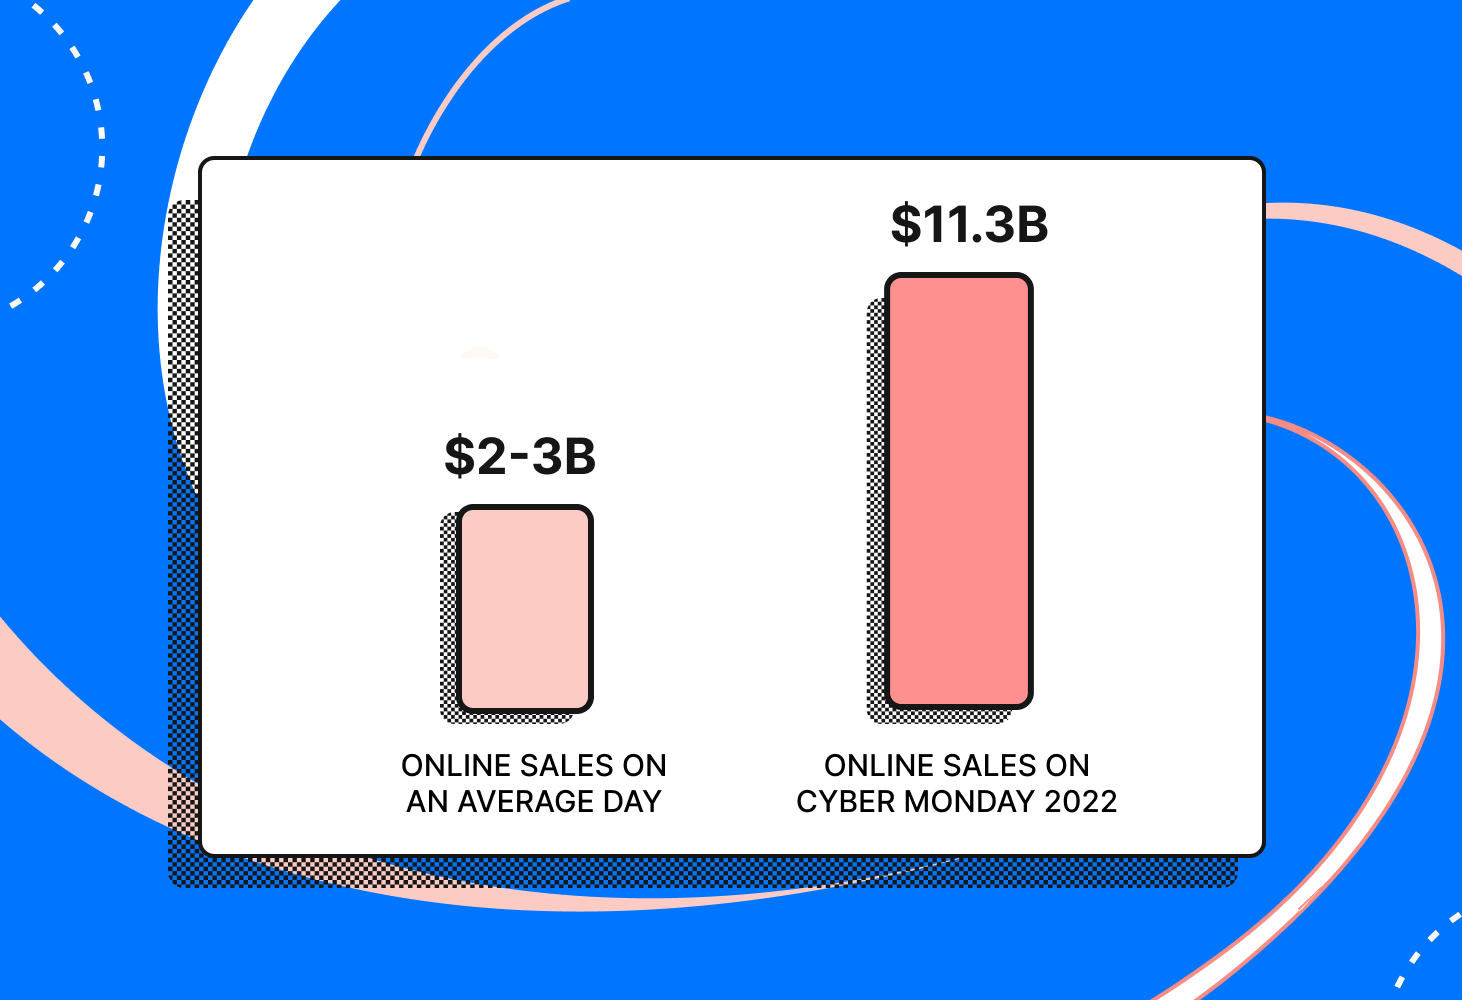 $11.3B
$2-3B
ONLINE SALES ON
AN AVERAGE DAY
ONLINE SALES ON
CYBER MONDAY 2022